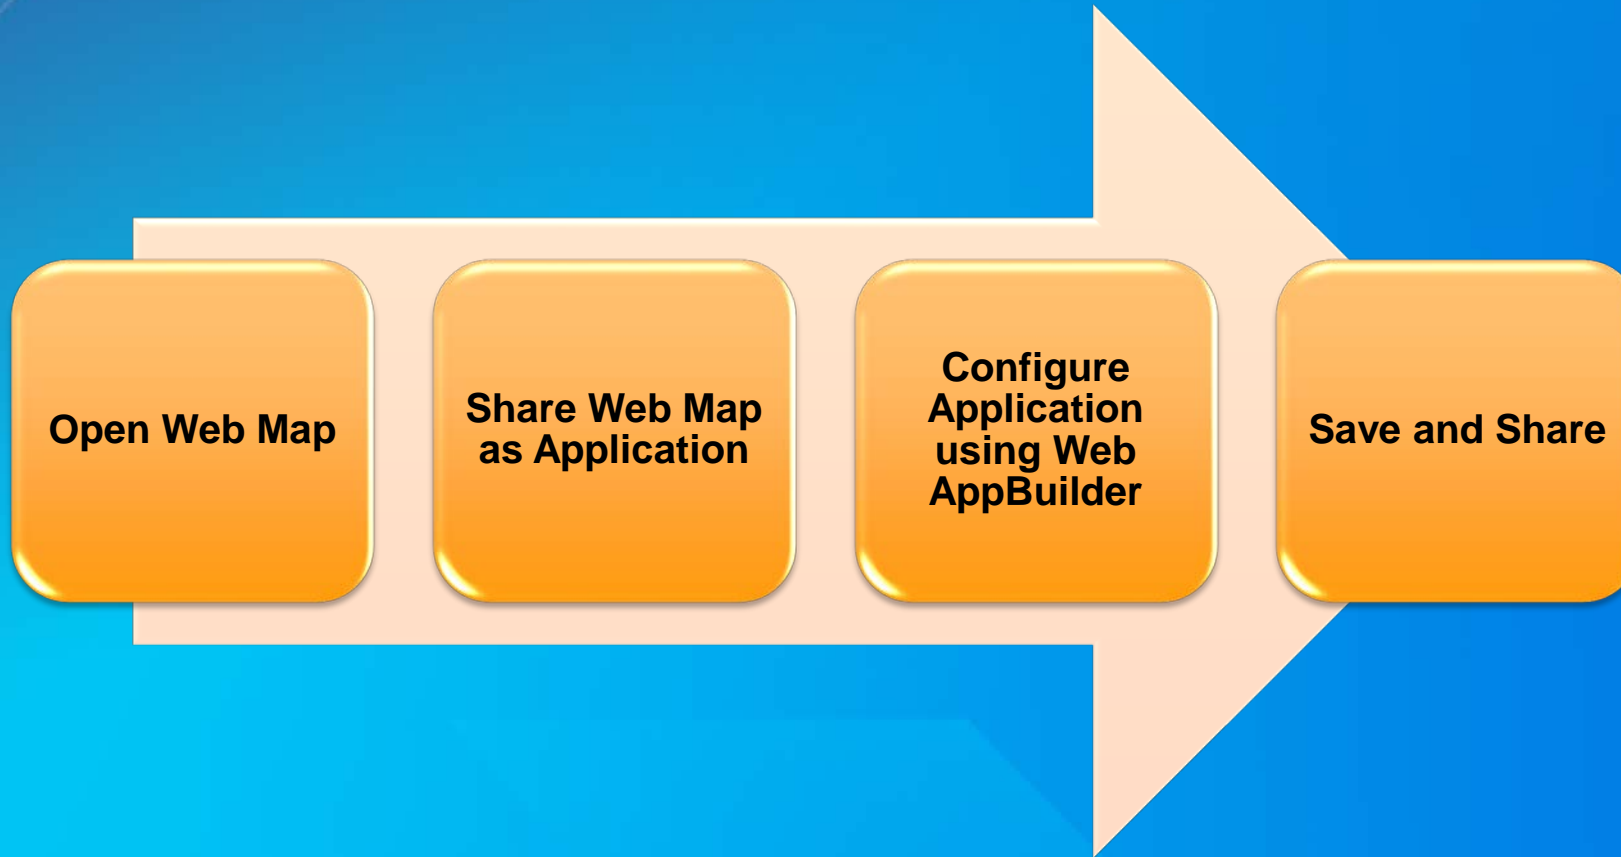 Open Web Map
Share Web Map
as Application
Configure
Application
using Web
AppBuilder
Save and Share